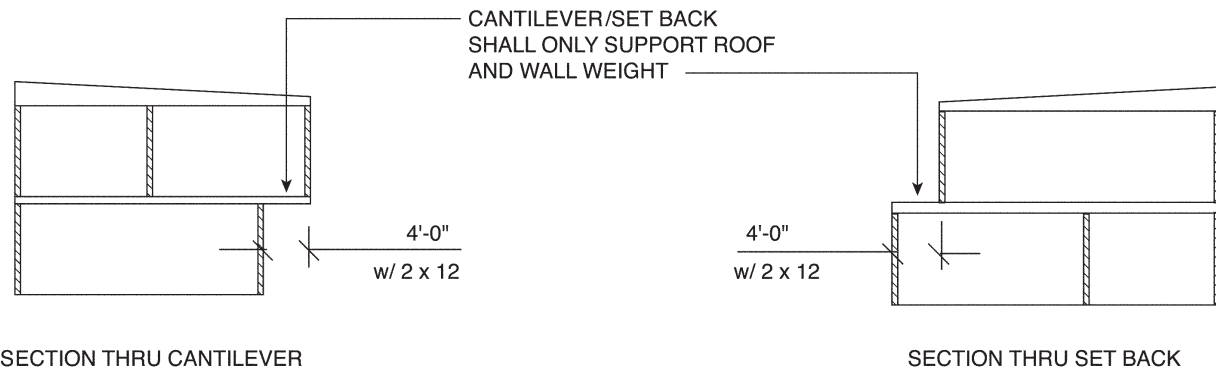 CANTILEVER/SET BACK
SHALL ONLY SUPPORT ROOF
AND WALL WEIGHT
4'-0"
w/ 2 x 12
4'-0"
w/ 2 x 12
SECTION THRU CANTILEVER
SECTION THRU SET BACK